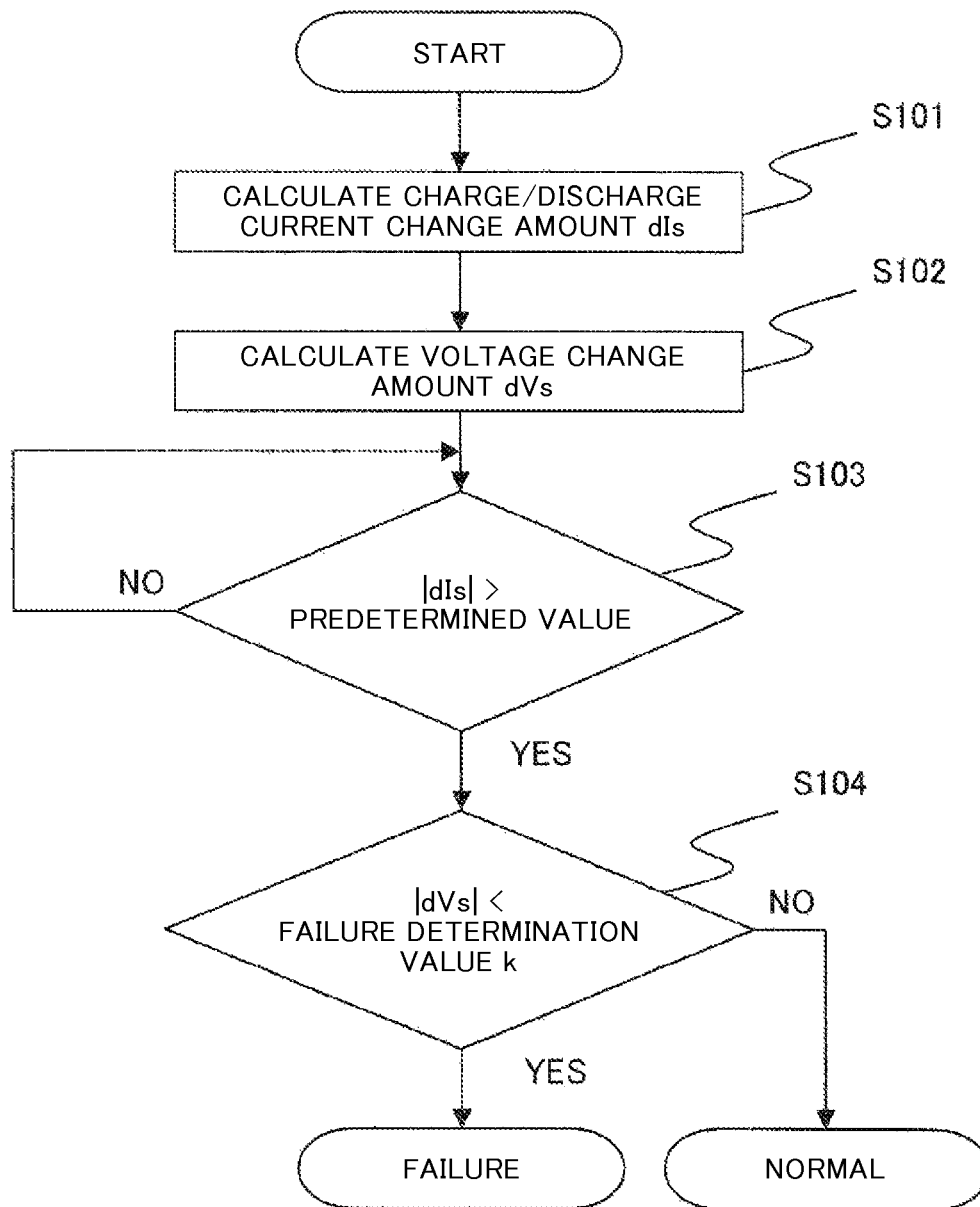 START
S101
CALCULATE CHARGE/DISCHARGE
CURRENT CHANGE AMOUNT dIs
S102
CALCULATE VOLTAGE CHANGE
AMOUNT dVs
S103
NO
|dIs| >
PREDETERMINED VALUE
YES
S104
|dVs| <
FAILURE DETERMINATION
VALUE k
NO
YES
FAILURE
NORMAL